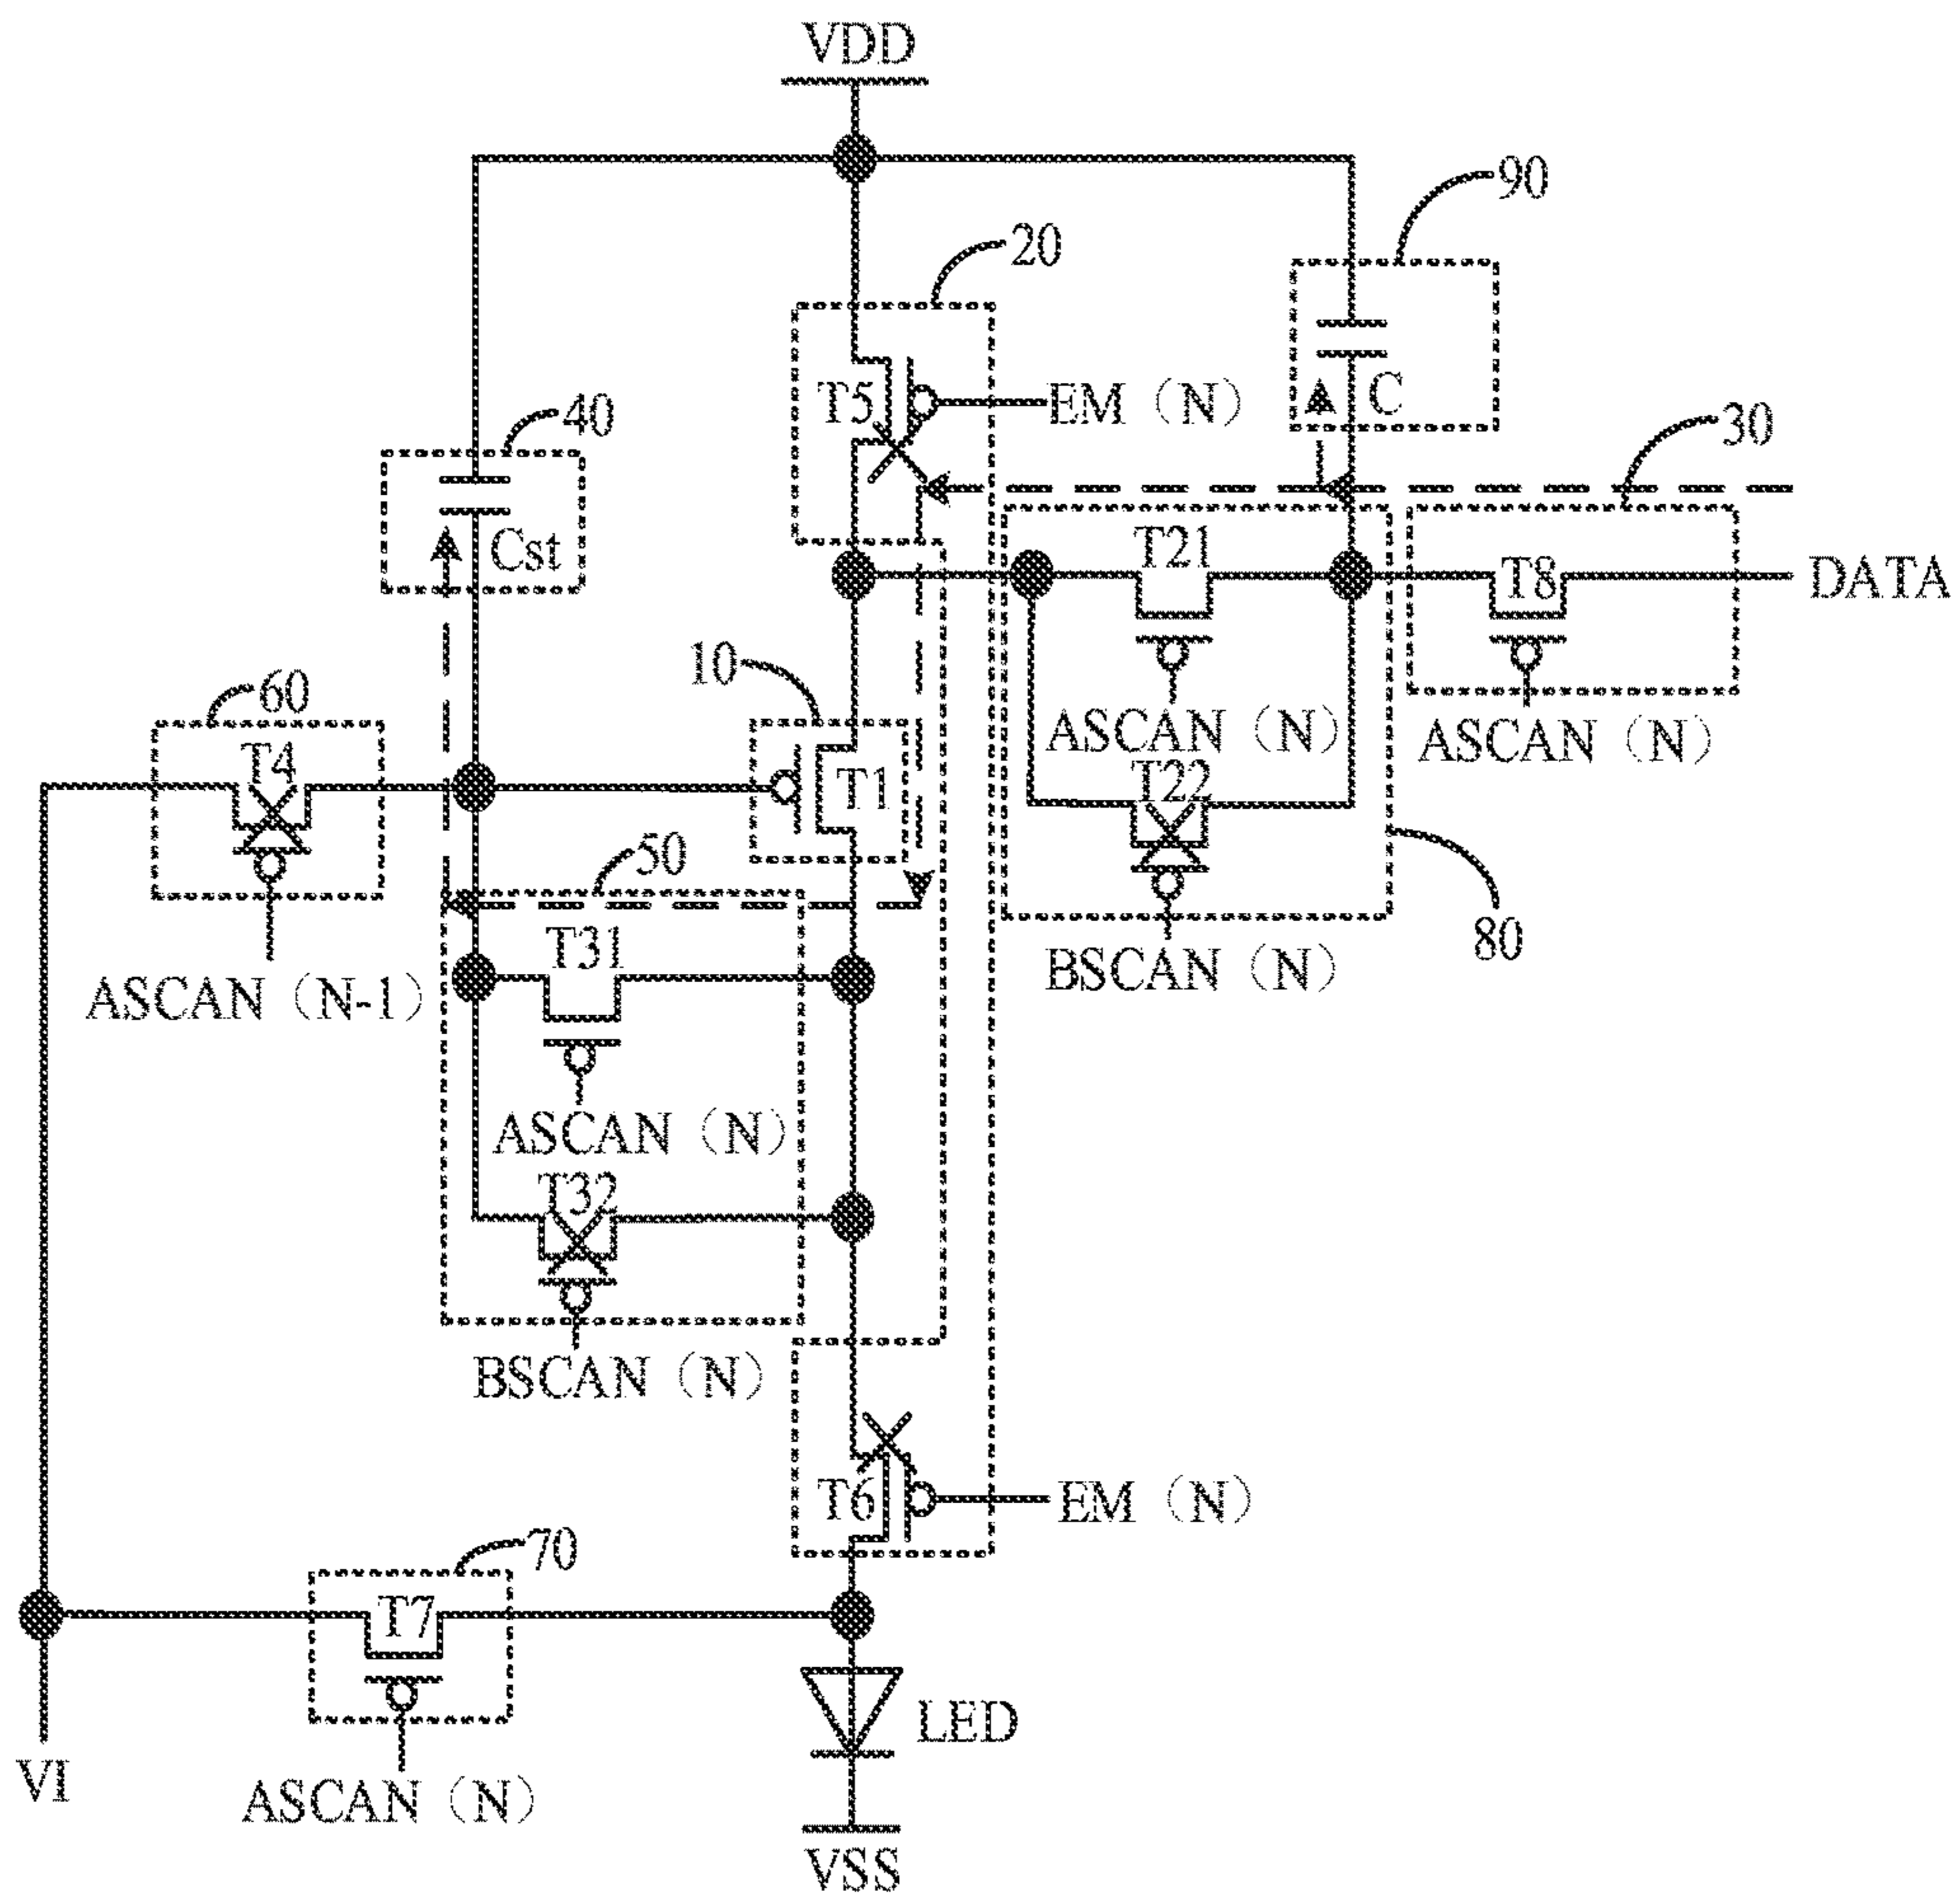 VDD
90
20
T5
EM（N）
C
40
30
Cst
T21
T8
DATA
10
60
T4
T1
ASCAN（N）
ASCAN（N）
T22
50
80
T31
BSCAN（N）
ASCAN（N-1）
ASCAN（N）
T32
BSCAN（N）
T6
EM（N）
70
T7
LED
VI
ASCAN（N）
VSS